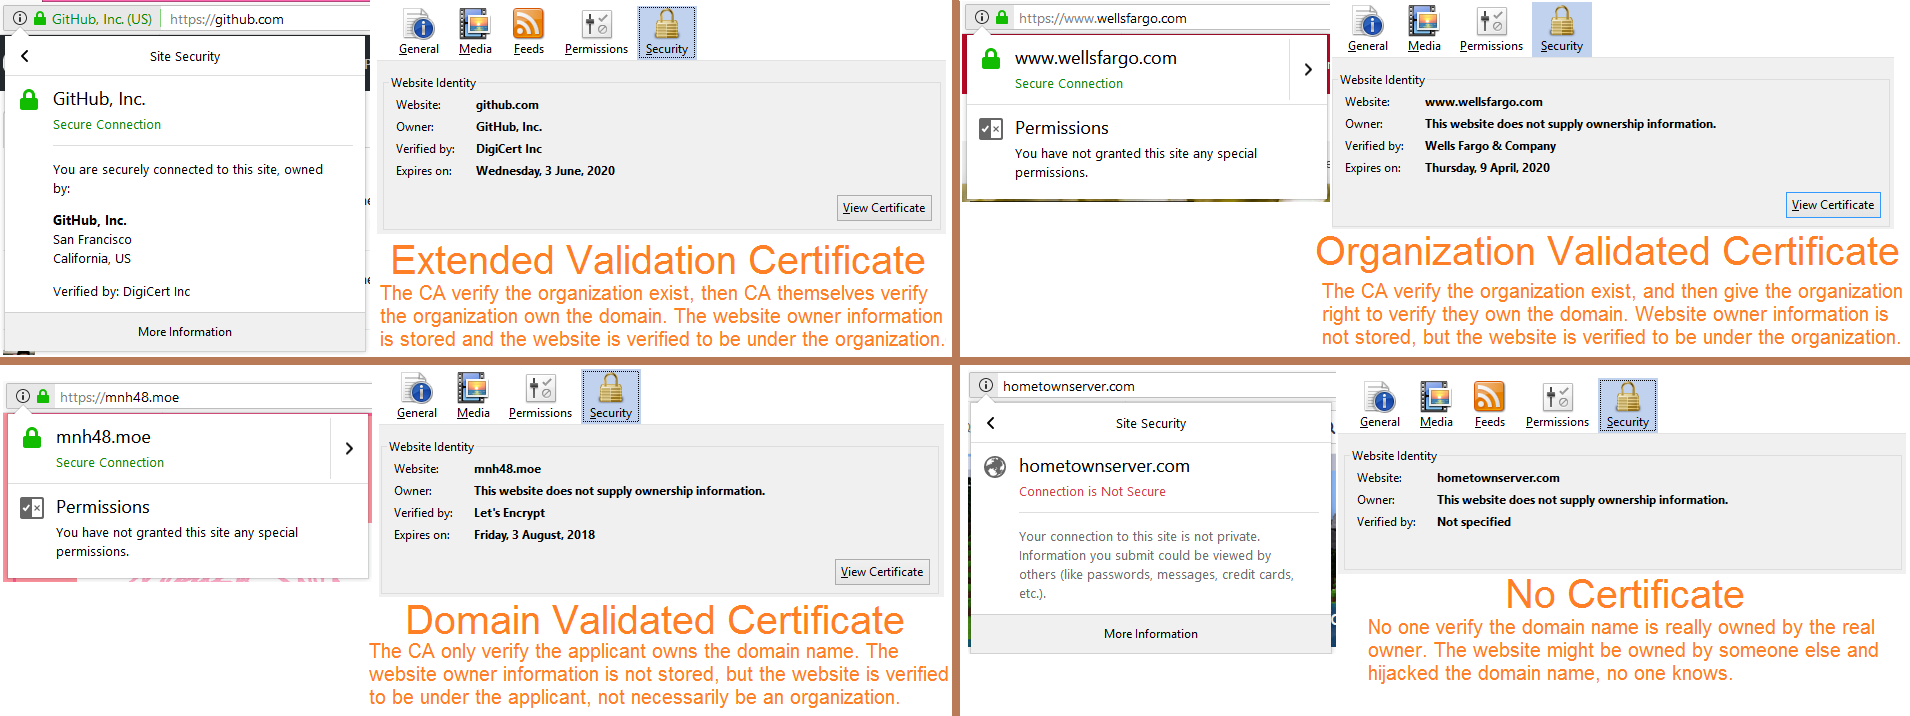 GitHub, Inc. (US) https://github.com
Site Security
GitHub, Inc.
Secure Connection
You are securely connected to this site, owned
by:
GitHub, Inc.
San Francisco
California, US
Verified by: DigiCert Inc
More Information
General Media Feeds Permissions Security
Website Identity
Website: github.com
Owner: GitHub, Inc.
Verified by: DigiCert Inc
Expires on: Wednesday, 3 June, 2020
View Certificate
Extended Validation Certificate
The CA verify the organization exist, then CA themselves verify
the organization own the domain. The website owner information
is stored and the website is verified to be under the organization.
https://www.wellsfargo.com
www.wellsfargo.com
Secure Connection
Permissions
You have not granted this site any special
permissions.
General Media Permissions Security
Website Identity
Website: www.wellsfargo.com
Owner: This website does not supply ownership information.
Verified by: Wells Fargo & Company
Expires on: Thursday, 9 April, 2020
View Certificate
Organization Validated Certificate
The CA verify the organization exist, and then give the organization
right to verify they own the domain. Website owner information is
not stored, but the website is verified to be under the organization.
https://mnh48.moe
mnh48.moe
Secure Connection
Permissions
You have not granted this site any special
permissions.
General Media Permissions Security
Website Identity
Website: mnh48.moe
Owner: This website does not supply ownership information.
Verified by: Let's Encrypt
Expires on: Friday, 3 August, 2018
View Certificate
Domain Validated Certificate
The CA only verify the applicant owns the domain name. The
website owner information is not stored, but the website is verified
to be under the applicant, not necessarily be an organization.
hometownserver.com
Site Security
hometownserver.com
Connection is Not Secure
Your connection to this site is not private.
Information you submit could be viewed by
others (like passwords, messages, credit cards,
etc.).
More Information
General Media Feeds Permissions Security
Website Identity
Website: hometownserver.com
Owner: This website does not supply ownership information.
Verified by: Not specified
No Certificate
No one verify the domain name is really owned by the real
owner. The website might be owned by someone else and
hijacked the domain name, no one knows.